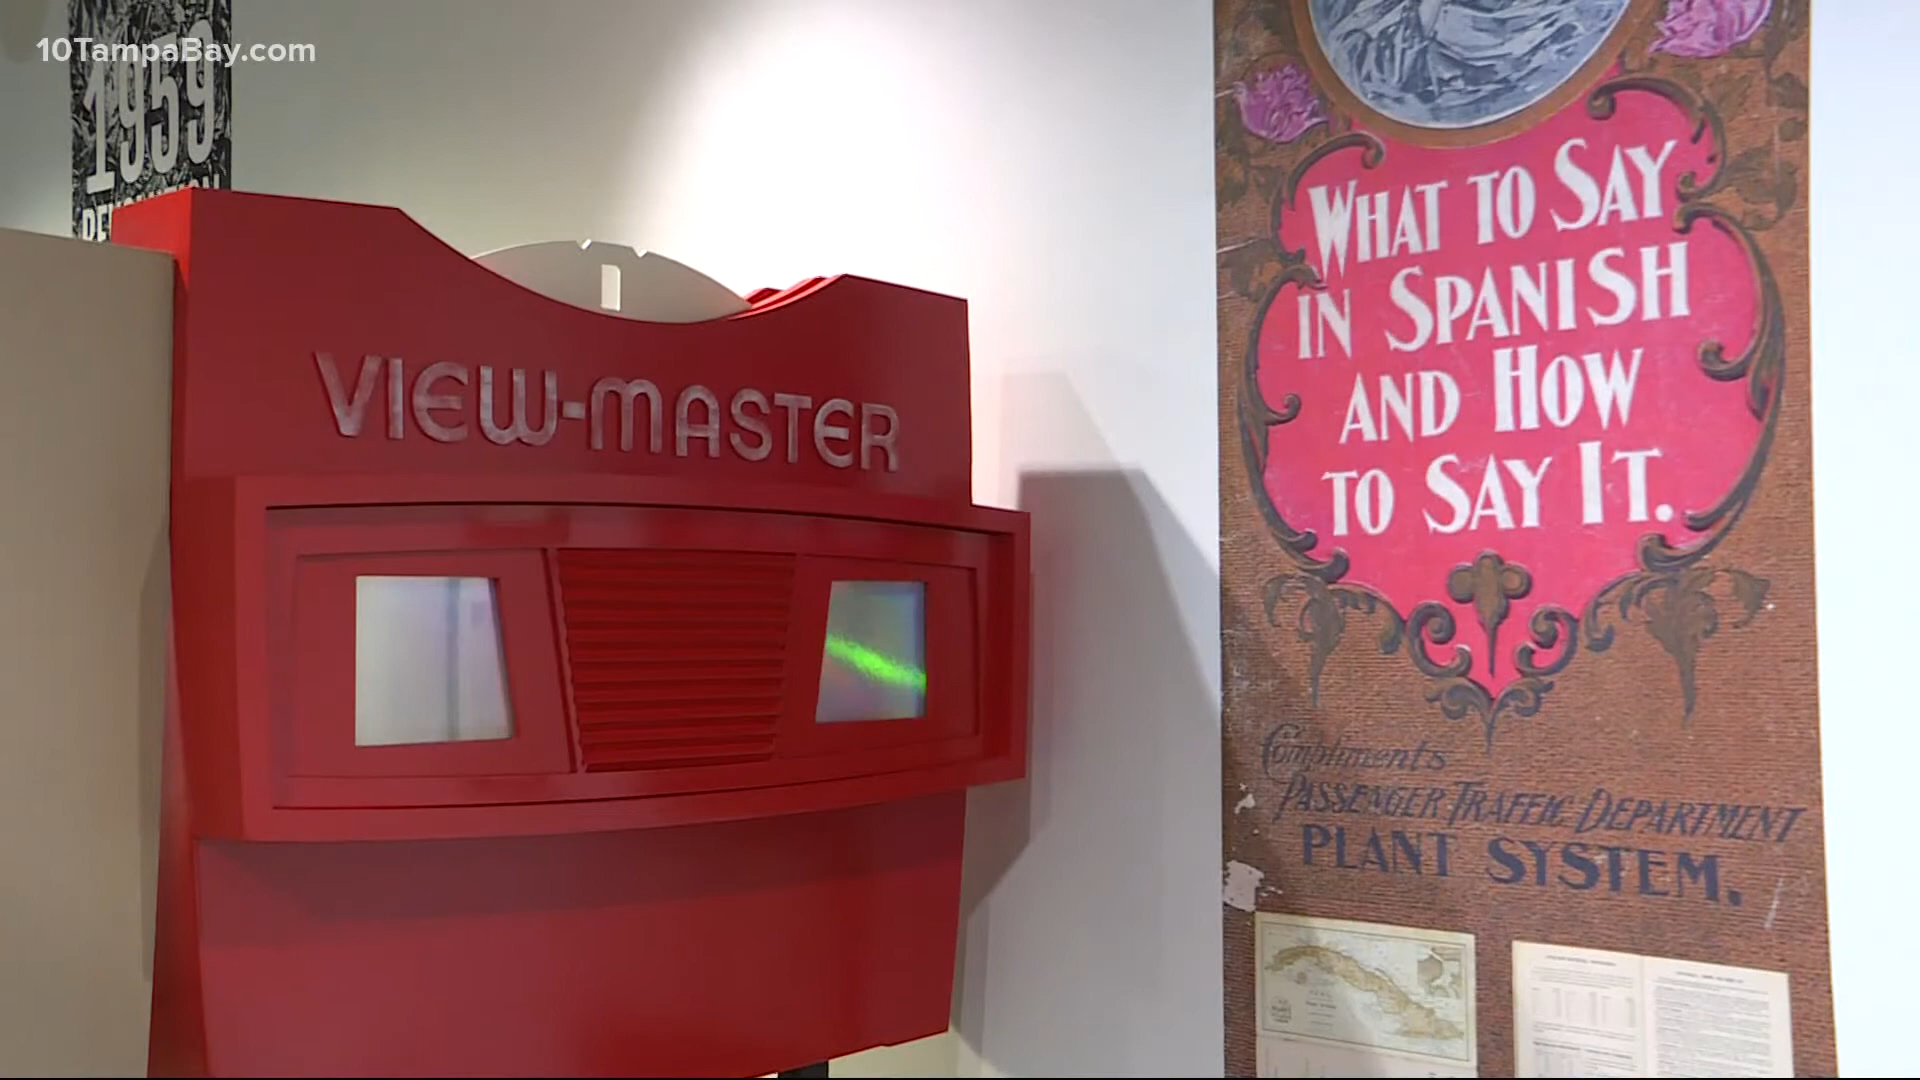 10TampaBay.com
1959
VIEW-MASTER
WHAT TO SAY
IN SPANISH
AND HOW
TO SAY IT.
Compliments
PASSENGER TRAFFIC DEPARTMENT
PLANT SYSTEM.